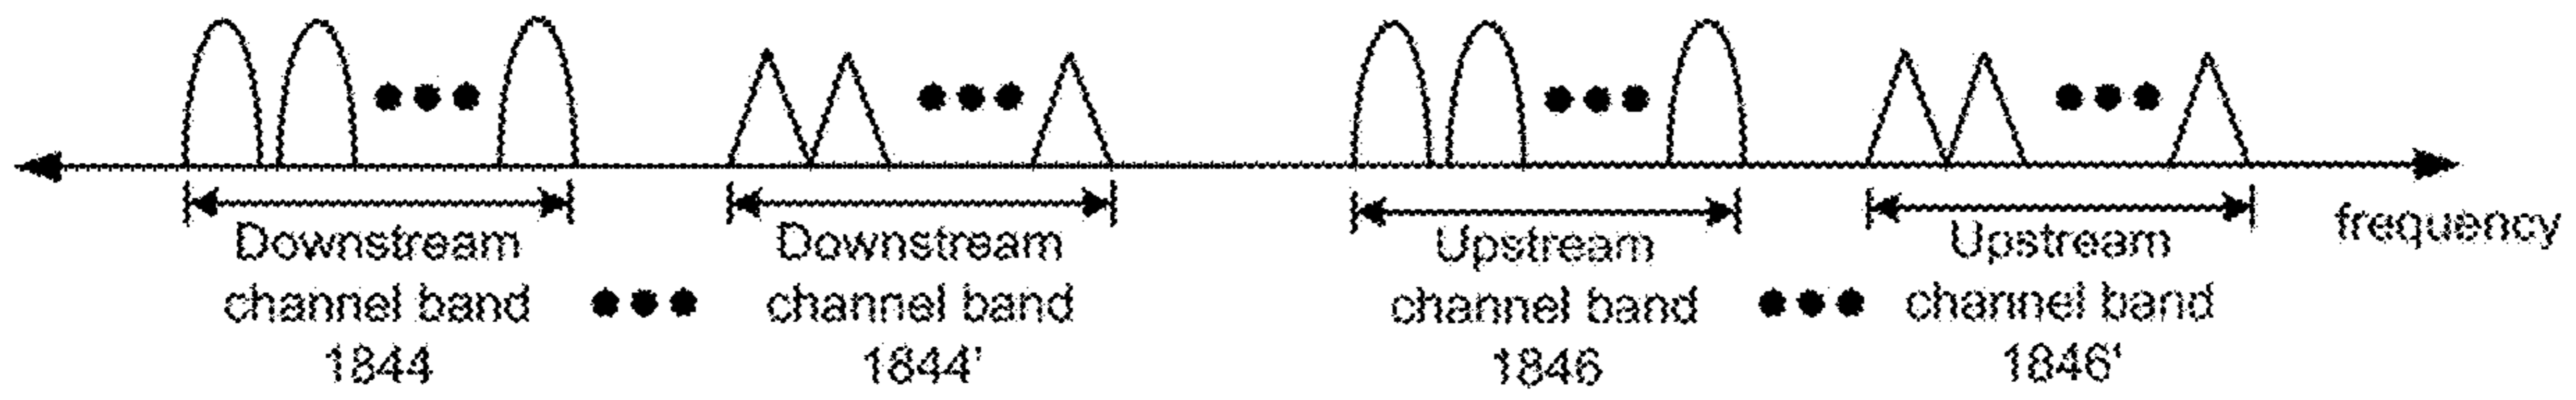 Downstream
channel band
1844
Downstream
channel band
1844'
Upstream
channel band
1846
Upstream
channel band
1846'
frequency